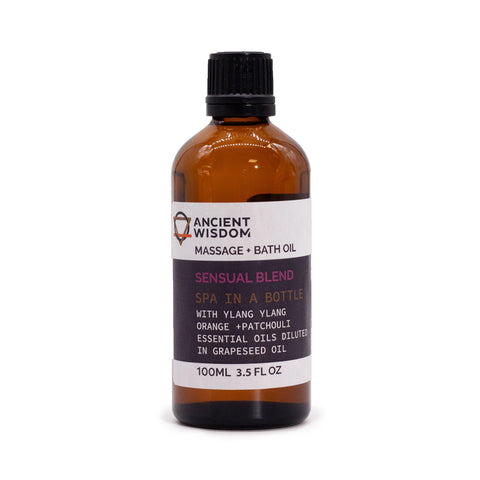 ANCIENT
WISDOM
MASSAGE + BATH OIL
SENSUAL BLEND
SPA IN A BOTTLE
WITH YLANG YLANG
ORANGE +PATCHOULI
ESSENTIAL OILS DILUTED
IN GRAPESEED OIL
100ML 3.5 FL OZ